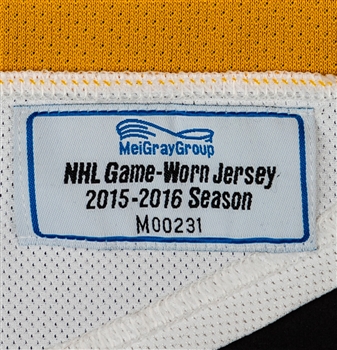 MeiGrayGroup
NHL Game-Worn Jersey
2015-2016 Season
M00231